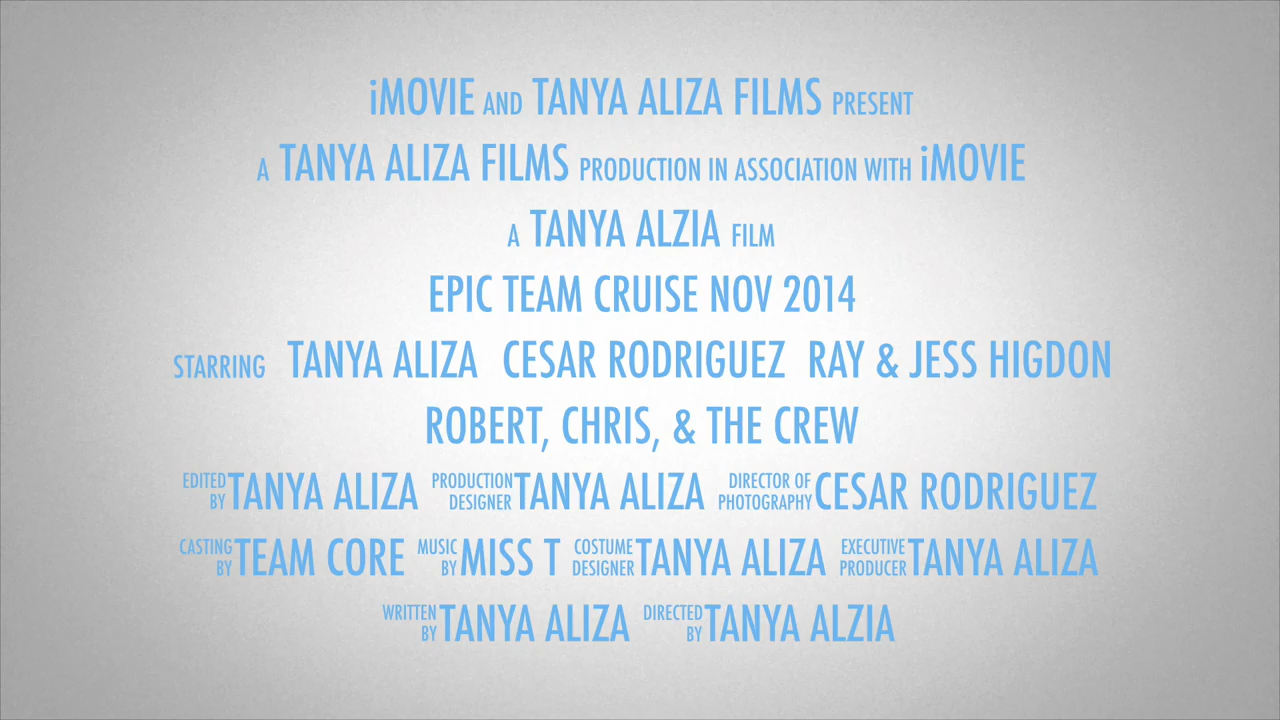 iMOVIE AND TANYA ALIZA FILMS PRESENT
A TANYA ALIZA FILMS PRODUCTION IN ASSOCIATION WITH iMOVIE
A TANYA ALZIA FILM
EPIC TEAM CRUISE NOV 2014
STARRING TANYA ALIZA CESAR RODRIGUEZ RAY & JESS HIGDON
ROBERT, CHRIS, & THE CREW
EDITED BY TANYA ALIZA PRODUCTION DESIGNER TANYA ALIZA DIRECTOR OF PHOTOGRAPHY CESAR RODRIGUEZ
CASTING BY TEAM CORE MUSIC BY MISS T COSTUME DESIGNER TANYA ALIZA EXECUTIVE PRODUCER TANYA ALIZA
WRITTEN BY TANYA ALIZA DIRECTED BY TANYA ALZIA